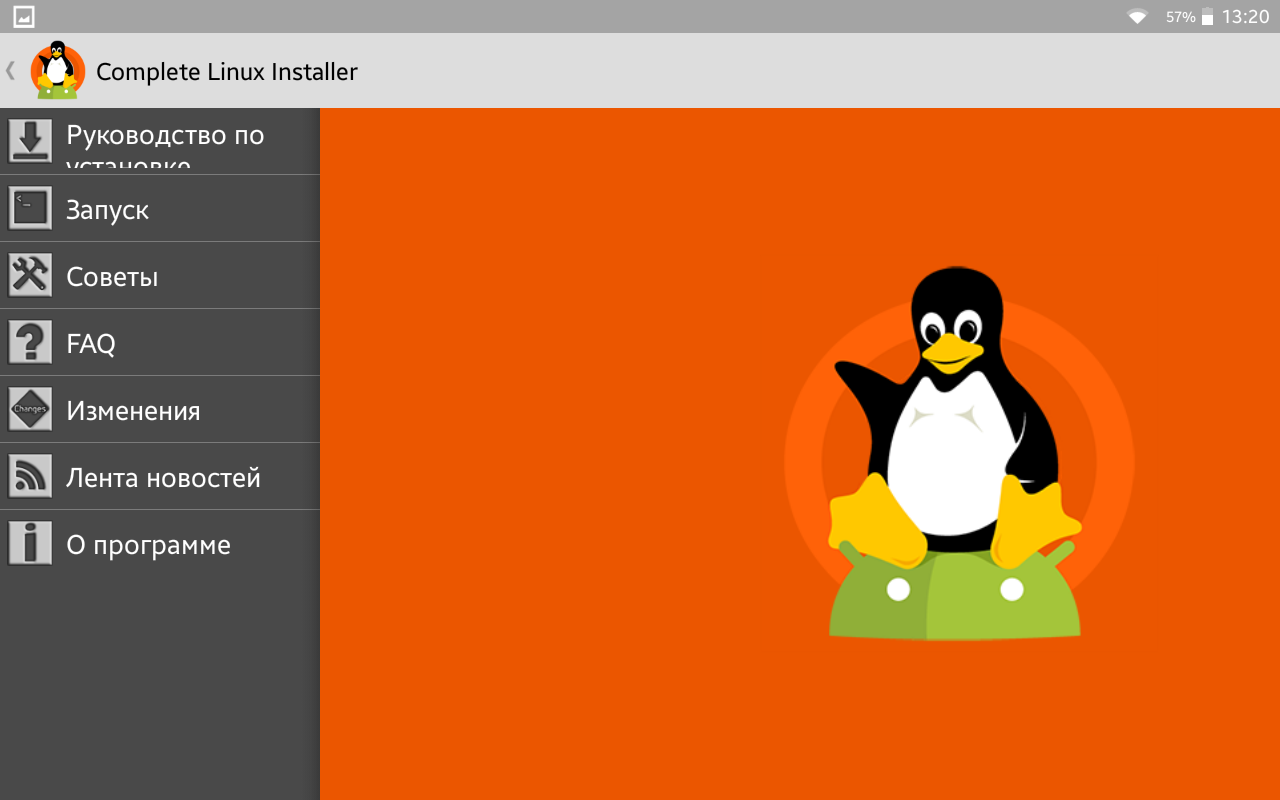 57%
13:20
Complete Linux Installer
Руководство по
установке
Запуск
Советы
FAQ
Changes
Изменения
Лента новостей
О программе